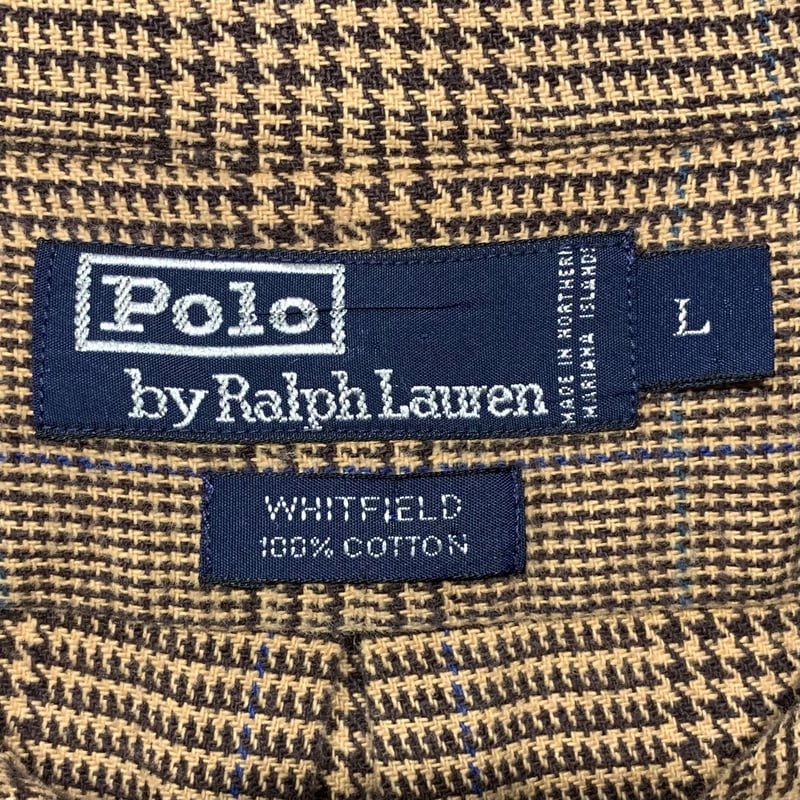 Polo
by Ralph Lauren
MADE IN NORTHERN
MARIANA ISLANDS
L
WHITFIELD
100% COTTON